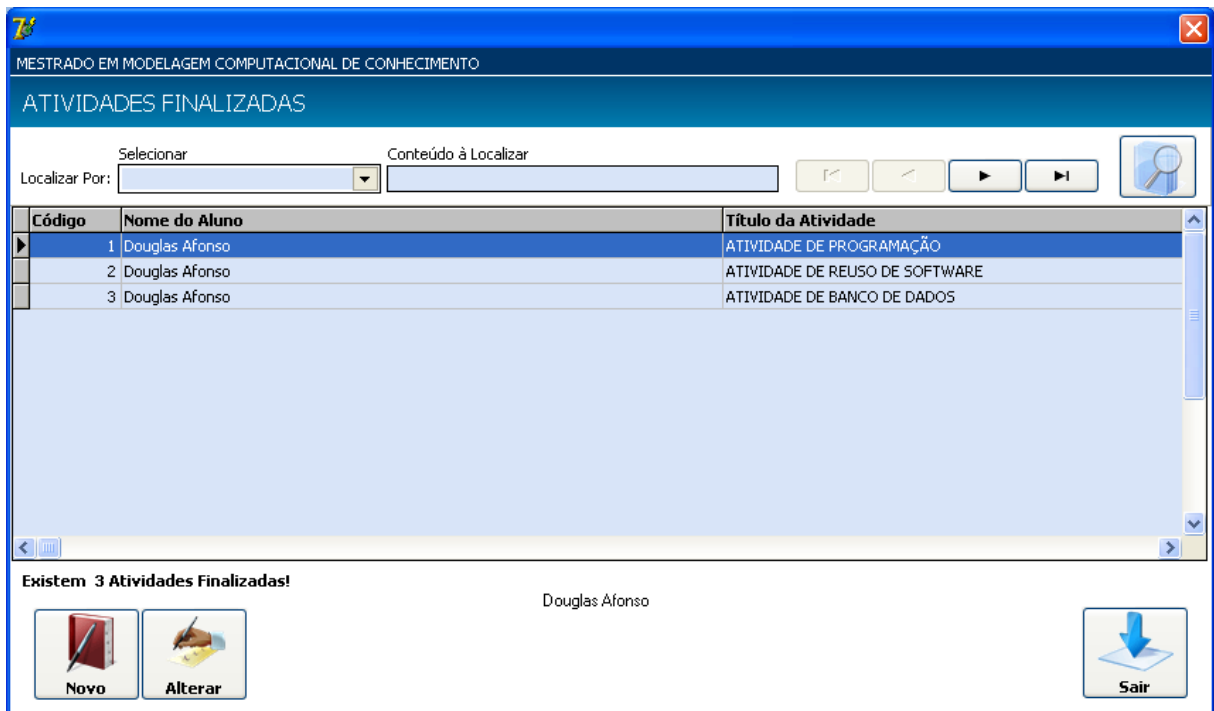 MESTRADO EM MODELAGEM COMPUTACIONAL DE CONHECIMENTO
ATIVIDADES FINALIZADAS
Selecionar Conteúdo à Localizar
Localizar Por:
Código Nome do Aluno Título da Atividade
1 Douglas Afonso ATIVIDADE DE PROGRAMAÇÃO
2 Douglas Afonso ATIVIDADE DE REUSO DE SOFTWARE
3 Douglas Afonso ATIVIDADE DE BANCO DE DADOS
Existem 3 Atividades Finalizadas!
Douglas Afonso
Novo Alterar Sair